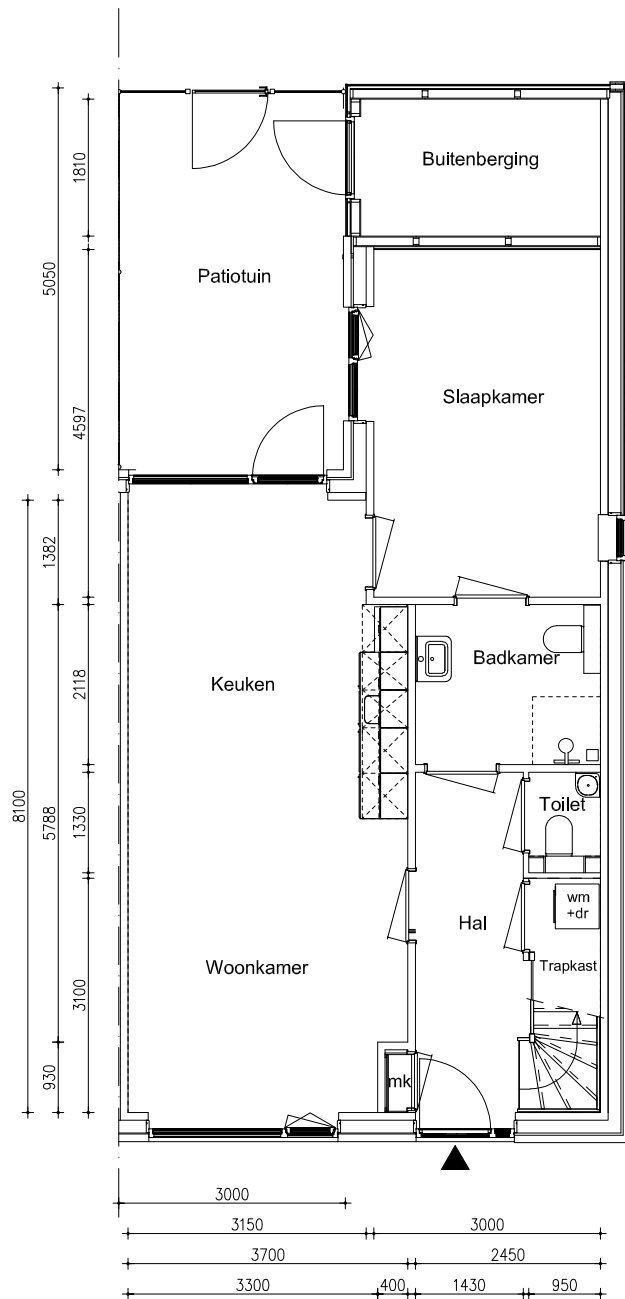 Buitenberging
1810
Patiotuin
5050
Slaapkamer
4597
1382
Badkamer
Keuken
2118
Toilet
8100
5788
1330
wm
+dr
Hal
Trapkast
Woonkamer
3100
mk
930
3000
3150
3000
3700
2450
3300
400
1430
950